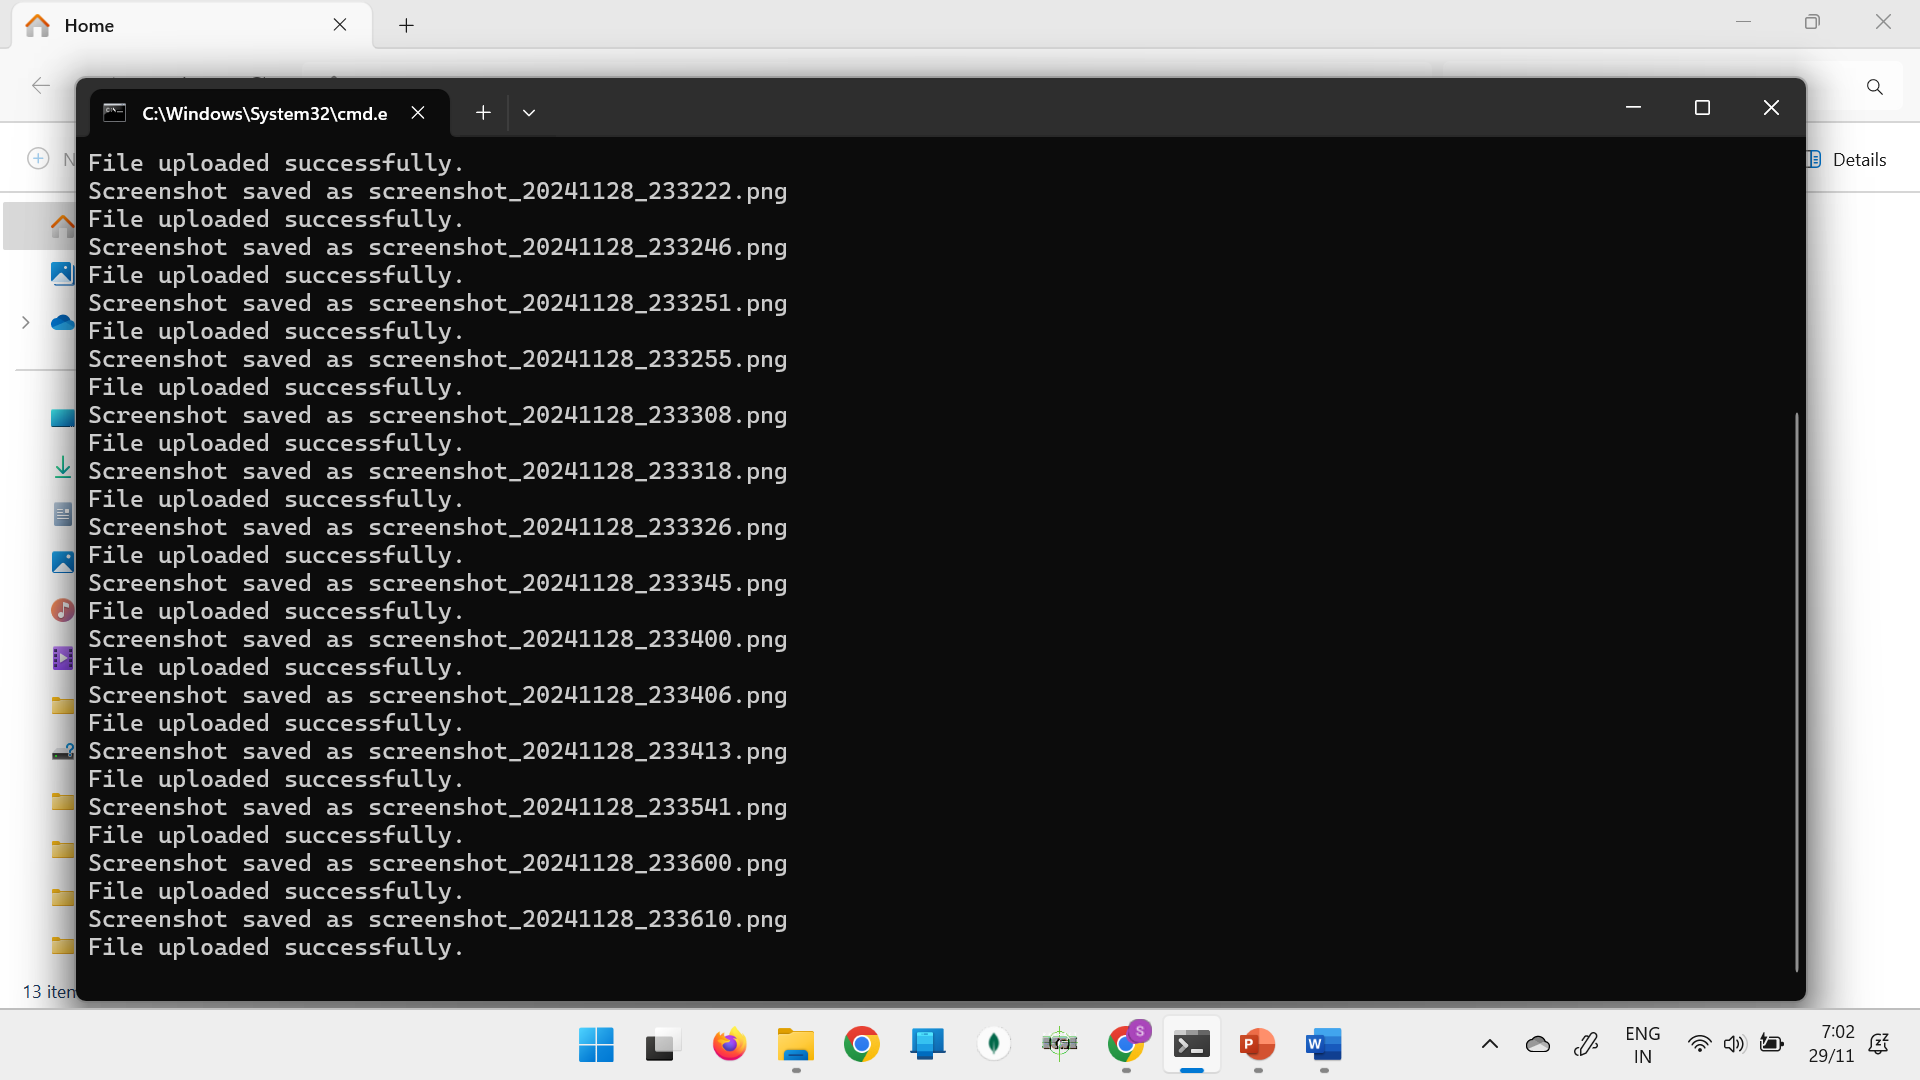 Home
C:\Windows\System32\cmd.e
Details
File uploaded successfully.
Screenshot saved as screenshot_20241128_233222.png
File uploaded successfully.
Screenshot saved as screenshot_20241128_233246.png
File uploaded successfully.
Screenshot saved as screenshot_20241128_233251.png
File uploaded successfully.
Screenshot saved as screenshot_20241128_233255.png
File uploaded successfully.
Screenshot saved as screenshot_20241128_233308.png
File uploaded successfully.
Screenshot saved as screenshot_20241128_233318.png
File uploaded successfully.
Screenshot saved as screenshot_20241128_233326.png
File uploaded successfully.
Screenshot saved as screenshot_20241128_233345.png
File uploaded successfully.
Screenshot saved as screenshot_20241128_233400.png
File uploaded successfully.
Screenshot saved as screenshot_20241128_233406.png
File uploaded successfully.
Screenshot saved as screenshot_20241128_233413.png
File uploaded successfully.
Screenshot saved as screenshot_20241128_233541.png
File uploaded successfully.
Screenshot saved as screenshot_20241128_233600.png
File uploaded successfully.
Screenshot saved as screenshot_20241128_233610.png
File uploaded successfully.
13 iten
ENG
IN
7:02
29/11